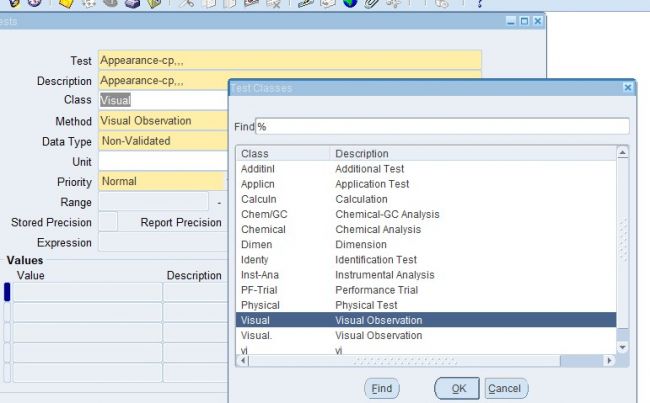 ests
Test Appearance-cp,,,
Description Appearance-cp,,,
Class Visual
Method Visual Observation
Data Type Non-Validated
Unit
Priority Normal
Range -
Stored Precision Report Precision
Expression
Values
Value Description
Test Classes
Find %
Class Description
Additinl Additional Test
Applicn Application Test
Calculn Calculation
Chem/GC Chemical-GC Analysis
Chemical Chemical Analysis
Dimen Dimension
Identy Identification Test
Inst-Ana Instrumental Analysis
PF-Trial Performance Trial
Physical Physical Test
Visual Visual Observation
Visual. Visual Observation
vi vi
Find OK Cancel